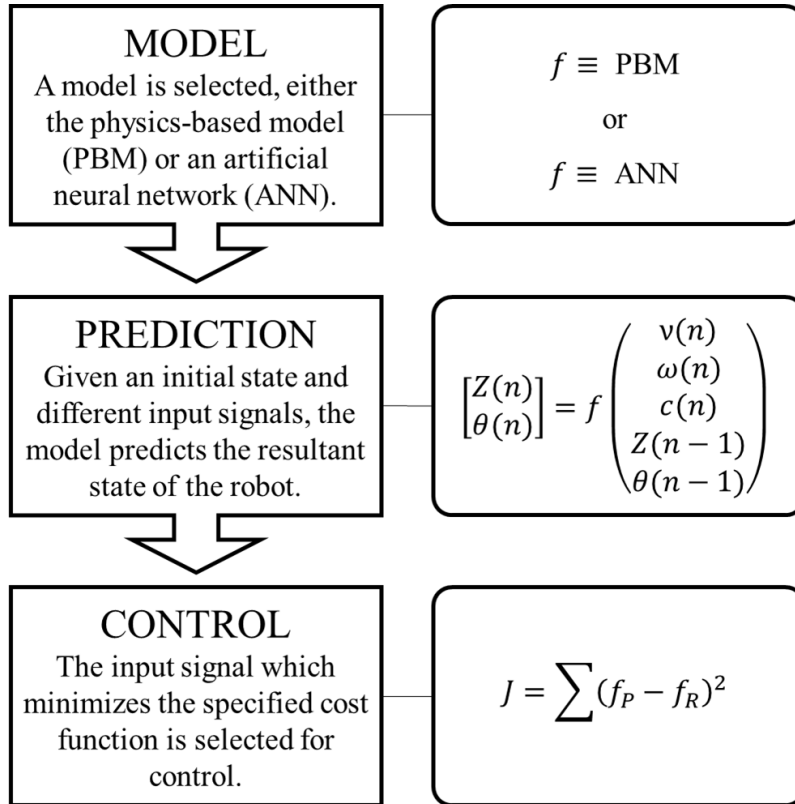 MODEL
A model is selected, either
the physics-based model
(PBM) or an artificial
neural network (ANN).
f ≡ PBM
or
f ≡ ANN
PREDICTION
Given an initial state and
different input signals, the
model predicts the resultant
state of the robot.
[Z(n) θ(n)] = f
ν(n)
ω(n)
c(n)
Z(n − 1)
θ(n − 1)
CONTROL
The input signal which
minimizes the specified cost
function is selected for
control.
J = ∑(f_P − f_R)²